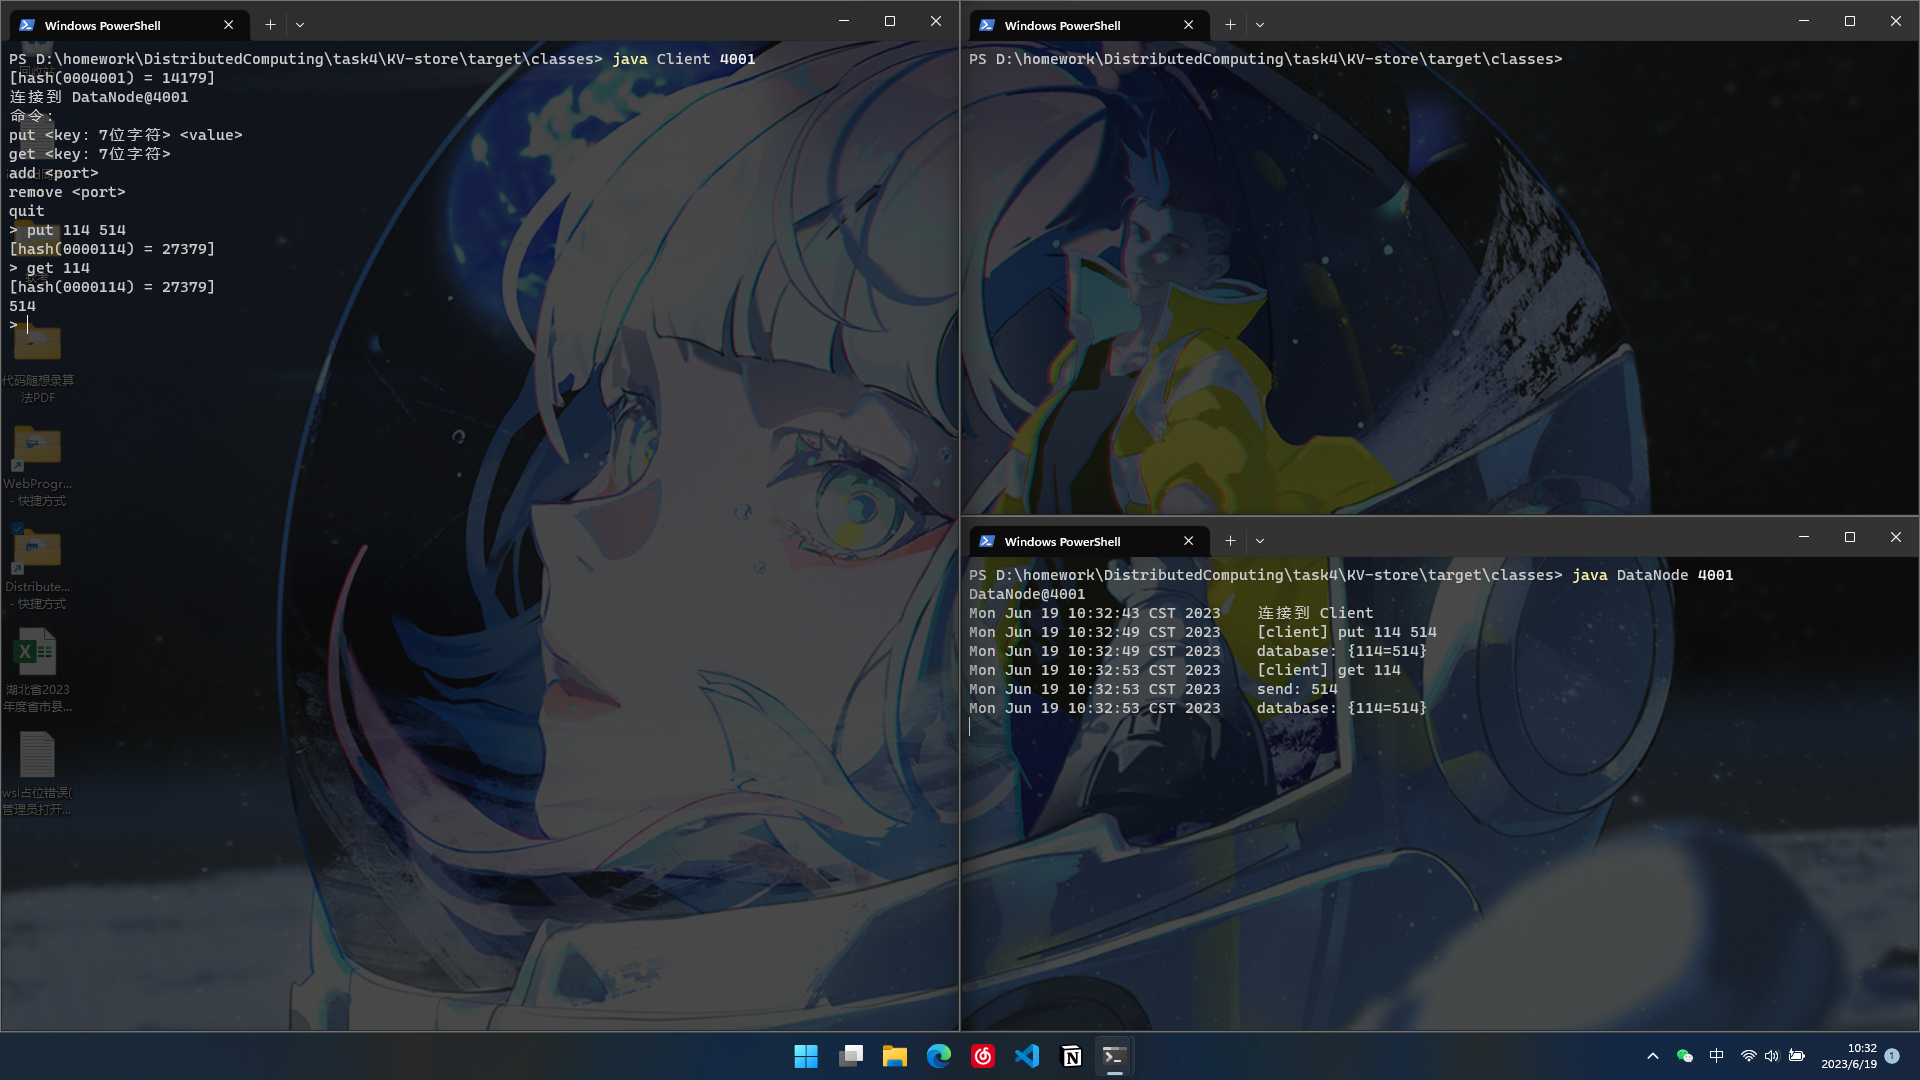 Windows PowerShell
PS D:\homework\DistributedComputing\task4\KV-store\target\classes> java Client 4001
[hash(0004001) = 14179]
连接到 DataNode@4001
命令:
put <key: 7位字符> <value>
get <key: 7位字符>
add <port>
remove <port>
quit
> put 114 514
[hash(0000114) = 27379]
> get 114
[hash(0000114) = 27379]
514
>
代码随想录算
法PDF
WebProgr...
- 快捷方式
Distribute...
- 快捷方式
湖北省2023
年度省市县...
wsl占位错误(
管理员打开...
Windows PowerShell
PS D:\homework\DistributedComputing\task4\KV-store\target\classes>
Windows PowerShell
PS D:\homework\DistributedComputing\task4\KV-store\target\classes> java DataNode 4001
DataNode@4001
Mon Jun 19 10:32:43 CST 2023 连接到 Client
Mon Jun 19 10:32:49 CST 2023 [client] put 114 514
Mon Jun 19 10:32:49 CST 2023 database: {114=514}
Mon Jun 19 10:32:53 CST 2023 [client] get 114
Mon Jun 19 10:32:53 CST 2023 send: 514
Mon Jun 19 10:32:53 CST 2023 database: {114=514}
中
10:32
2023/6/19
1